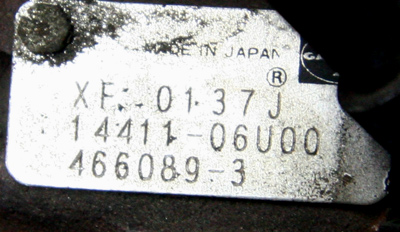 MADE IN JAPAN
®
XF-0137J
14411-06U00
466089-3